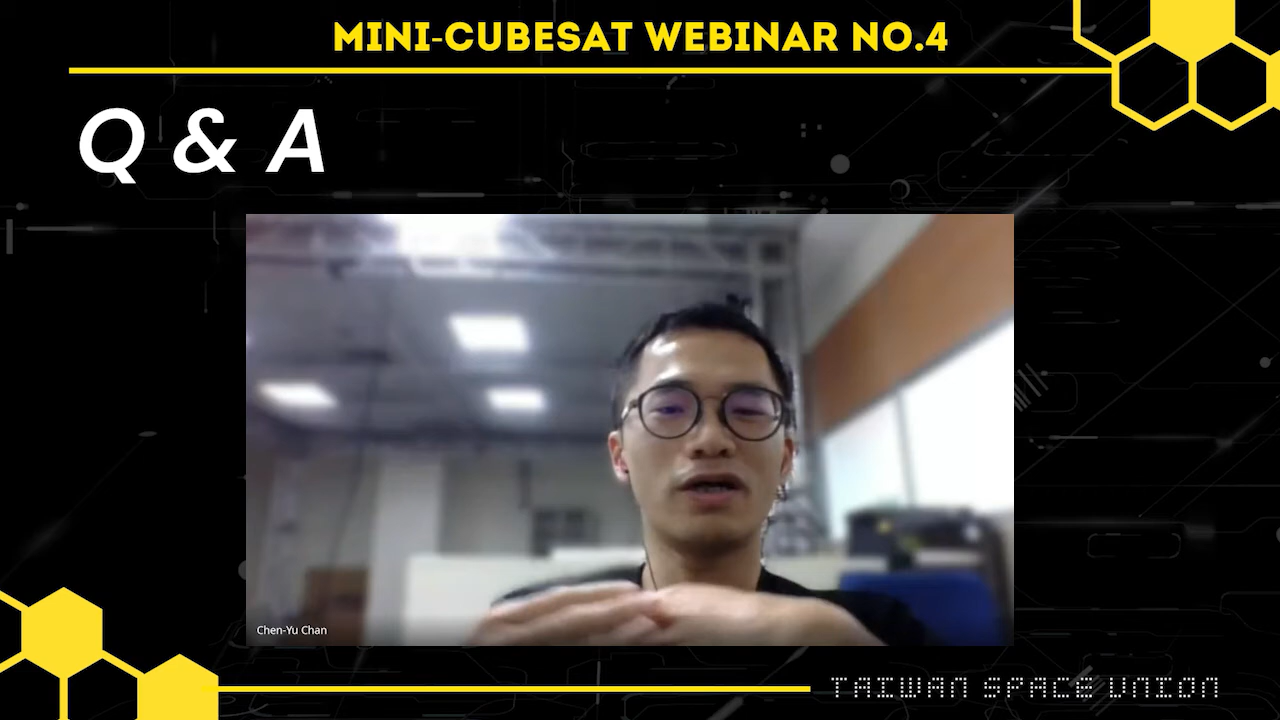 MINI-CUBESAT WEBINAR NO.4
Q & A
Chen-Yu Chan
TAIWAN SPACE UNION